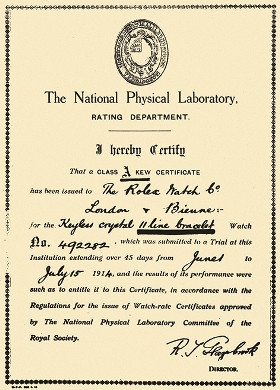 The National Physical Laboratory,
RATING DEPARTMENT.
I hereby Certify
That a CLASS A KEW CERTIFICATE
has been issued to The Rolex Watch Co
London & Bienne:-
for the Keyless crystal 11 line bracelet Watch
No. 492282, which was submitted to a Trial at this
Institution extending over 45 days from June 1 to
July 15 1914, and the results of its performance were
such as to entitle it to this Certificate, in accordance with the
Regulations for the issue of Watch-rate Certificates approved
by The National Physical Laboratory Committee of the
Royal Society.
DIRECTOR.